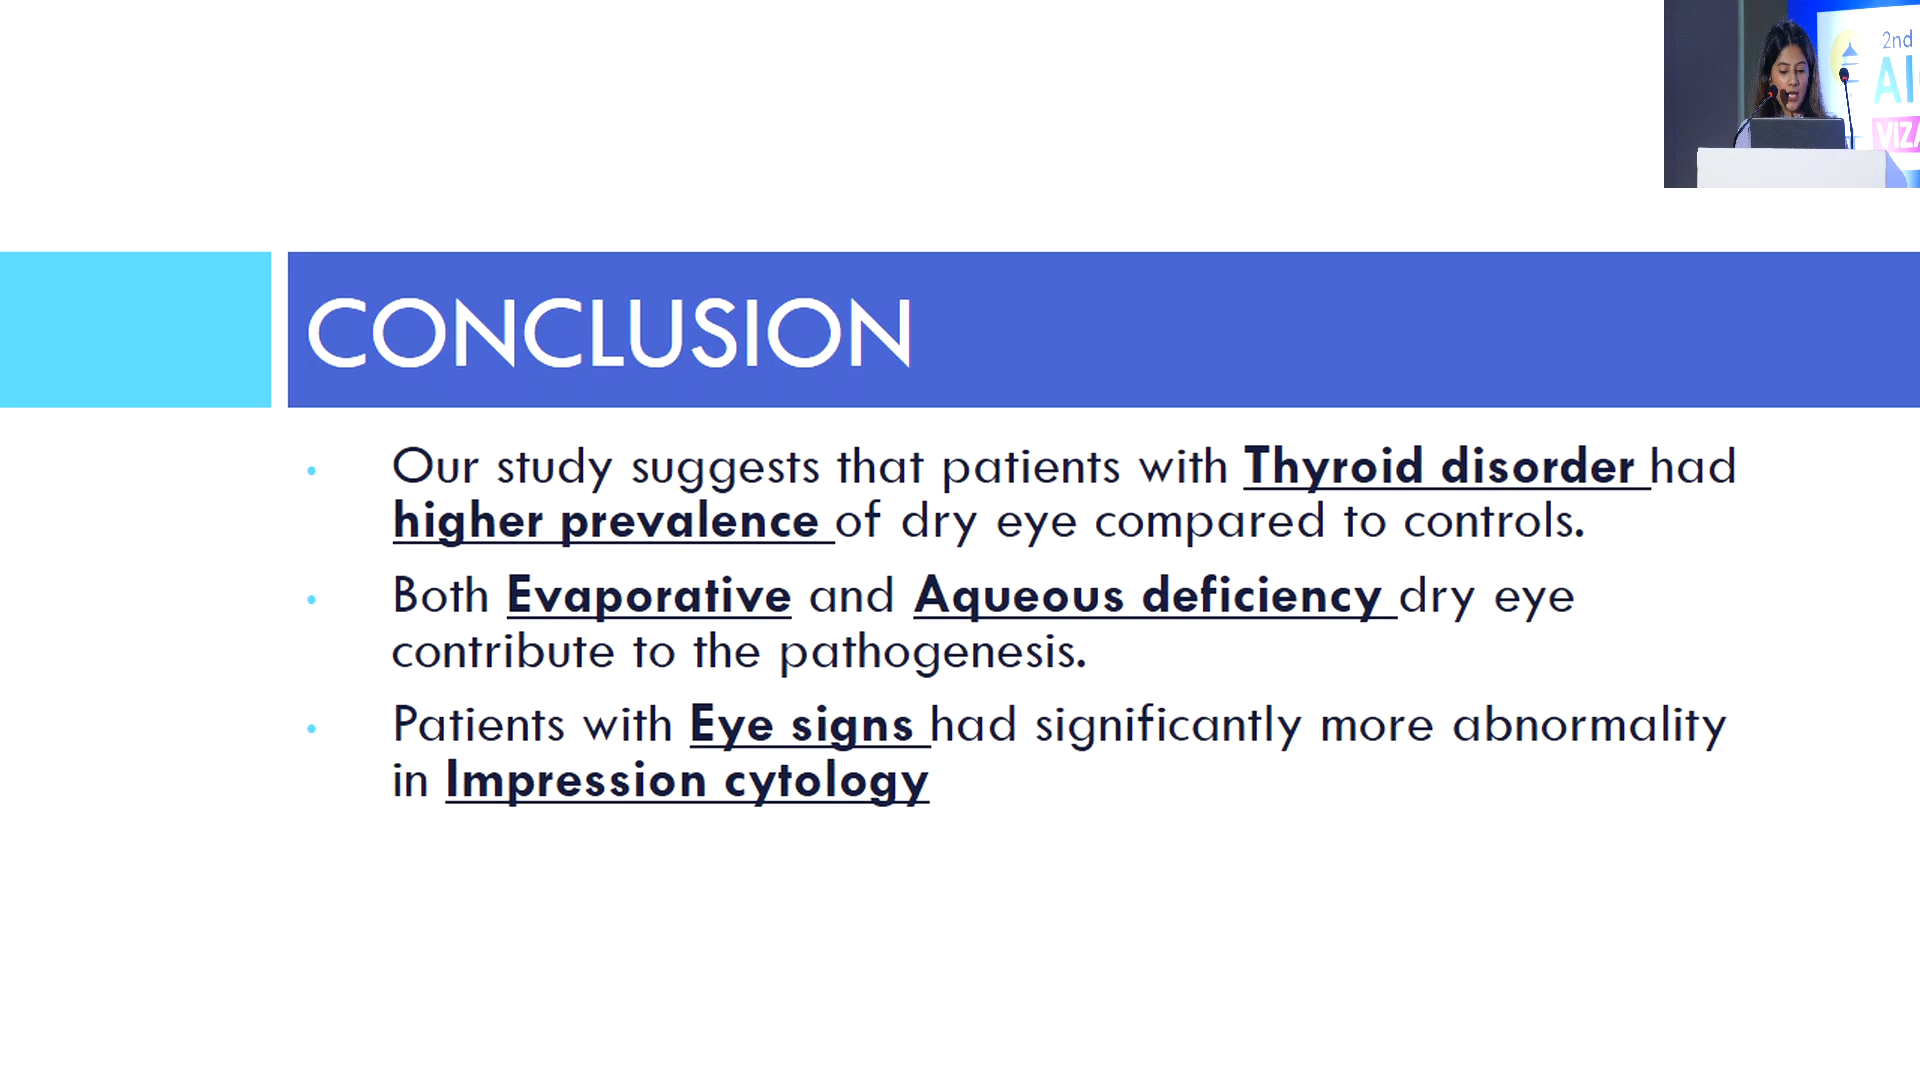 2nd
CONCLUSION
• Our study suggests that patients with Thyroid disorder had
higher prevalence of dry eye compared to controls.
• Both Evaporative and Aqueous deficiency dry eye
contribute to the pathogenesis.
• Patients with Eye signs had significantly more abnormality
in Impression cytology